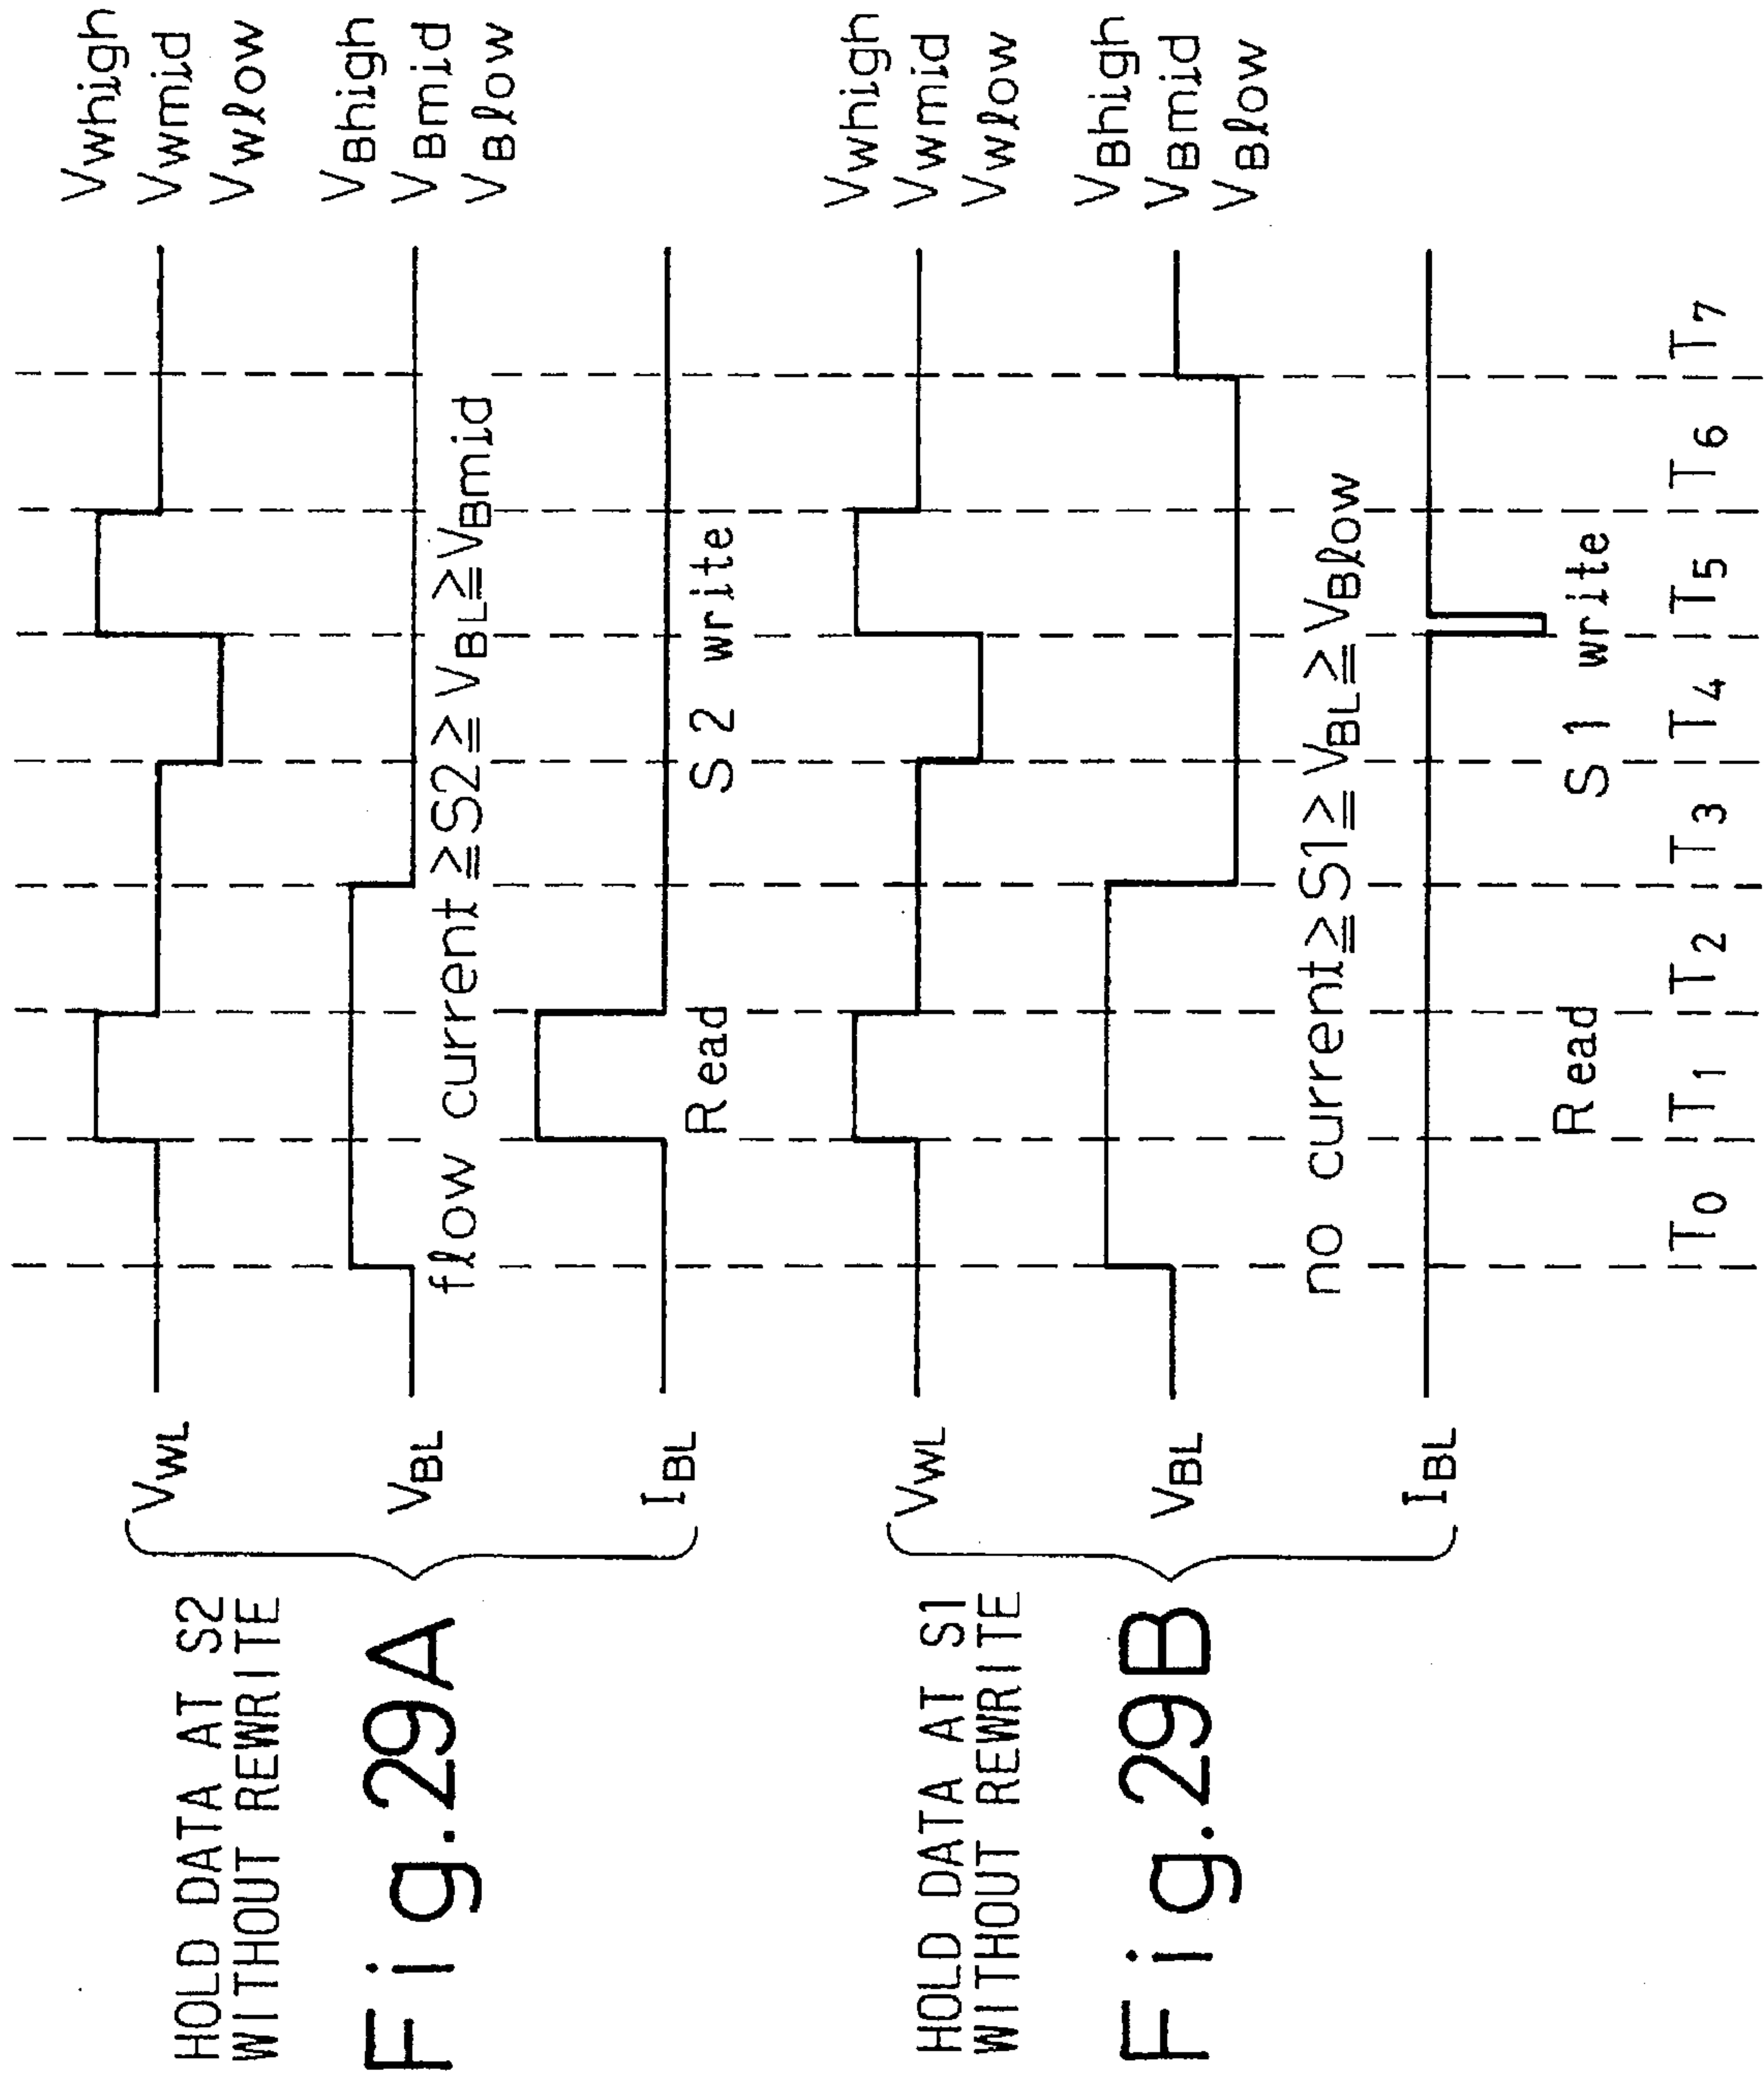 HOLD DATA AT S2
WITHOUT REWRITE
Fig.29A
VWL
VWhigh
VWmid
VWlow
VBL
VBhigh
VBmid
VBlow
flow current ≧S2≧VBL≧VBmid
IBL
Read
S2 write
HOLD DATA AT S1
WITHOUT REWRITE
Fig.29B
VWL
VWhigh
VWmid
VWlow
VBL
VBhigh
VBmid
VBlow
no current≧S1≧VBL≧VBlow
IBL
Read
S1 write
T0 T1 T2 T3 T4 T5 T6 T7